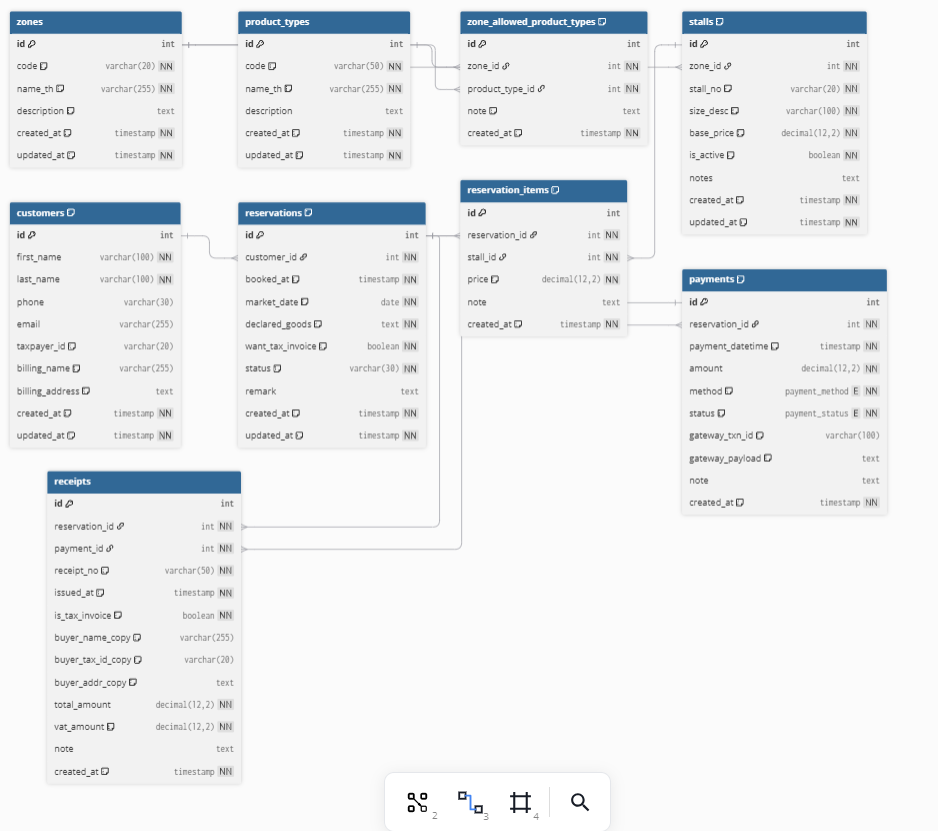 zones
id int
code varchar(20) NN
name_th varchar(255) NN
description text
created_at timestamp NN
updated_at timestamp NN
product_types
id int
code varchar(50) NN
name_th varchar(255) NN
description text
created_at timestamp NN
updated_at timestamp NN
zone_allowed_product_types
id int
zone_id int NN
product_type_id int NN
note text
created_at timestamp NN
stalls
id int
zone_id int NN
stall_no varchar(20) NN
size_desc varchar(100) NN
base_price decimal(12,2) NN
is_active boolean NN
notes text
created_at timestamp NN
updated_at timestamp NN
customers
id int
first_name varchar(100) NN
last_name varchar(100) NN
phone varchar(30)
email varchar(255)
taxpayer_id varchar(20)
billing_name varchar(255)
billing_address text
created_at timestamp NN
updated_at timestamp NN
reservations
id int
customer_id int NN
booked_at timestamp NN
market_date date NN
declared_goods text NN
want_tax_invoice boolean NN
status varchar(30) NN
remark text
created_at timestamp NN
updated_at timestamp NN
reservation_items
id int
reservation_id int NN
stall_id int NN
price decimal(12,2) NN
note text
created_at timestamp NN
payments
id int
reservation_id int NN
payment_datetime timestamp NN
amount decimal(12,2) NN
method payment_method E NN
status payment_status E NN
gateway_txn_id varchar(100)
gateway_payload text
note text
created_at timestamp NN
receipts
id int
reservation_id int NN
payment_id int NN
receipt_no varchar(50) NN
issued_at timestamp NN
is_tax_invoice boolean NN
buyer_name_copy varchar(255)
buyer_tax_id_copy varchar(20)
buyer_addr_copy text
total_amount decimal(12,2) NN
vat_amount decimal(12,2) NN
note text
created_at timestamp NN
2 3 4